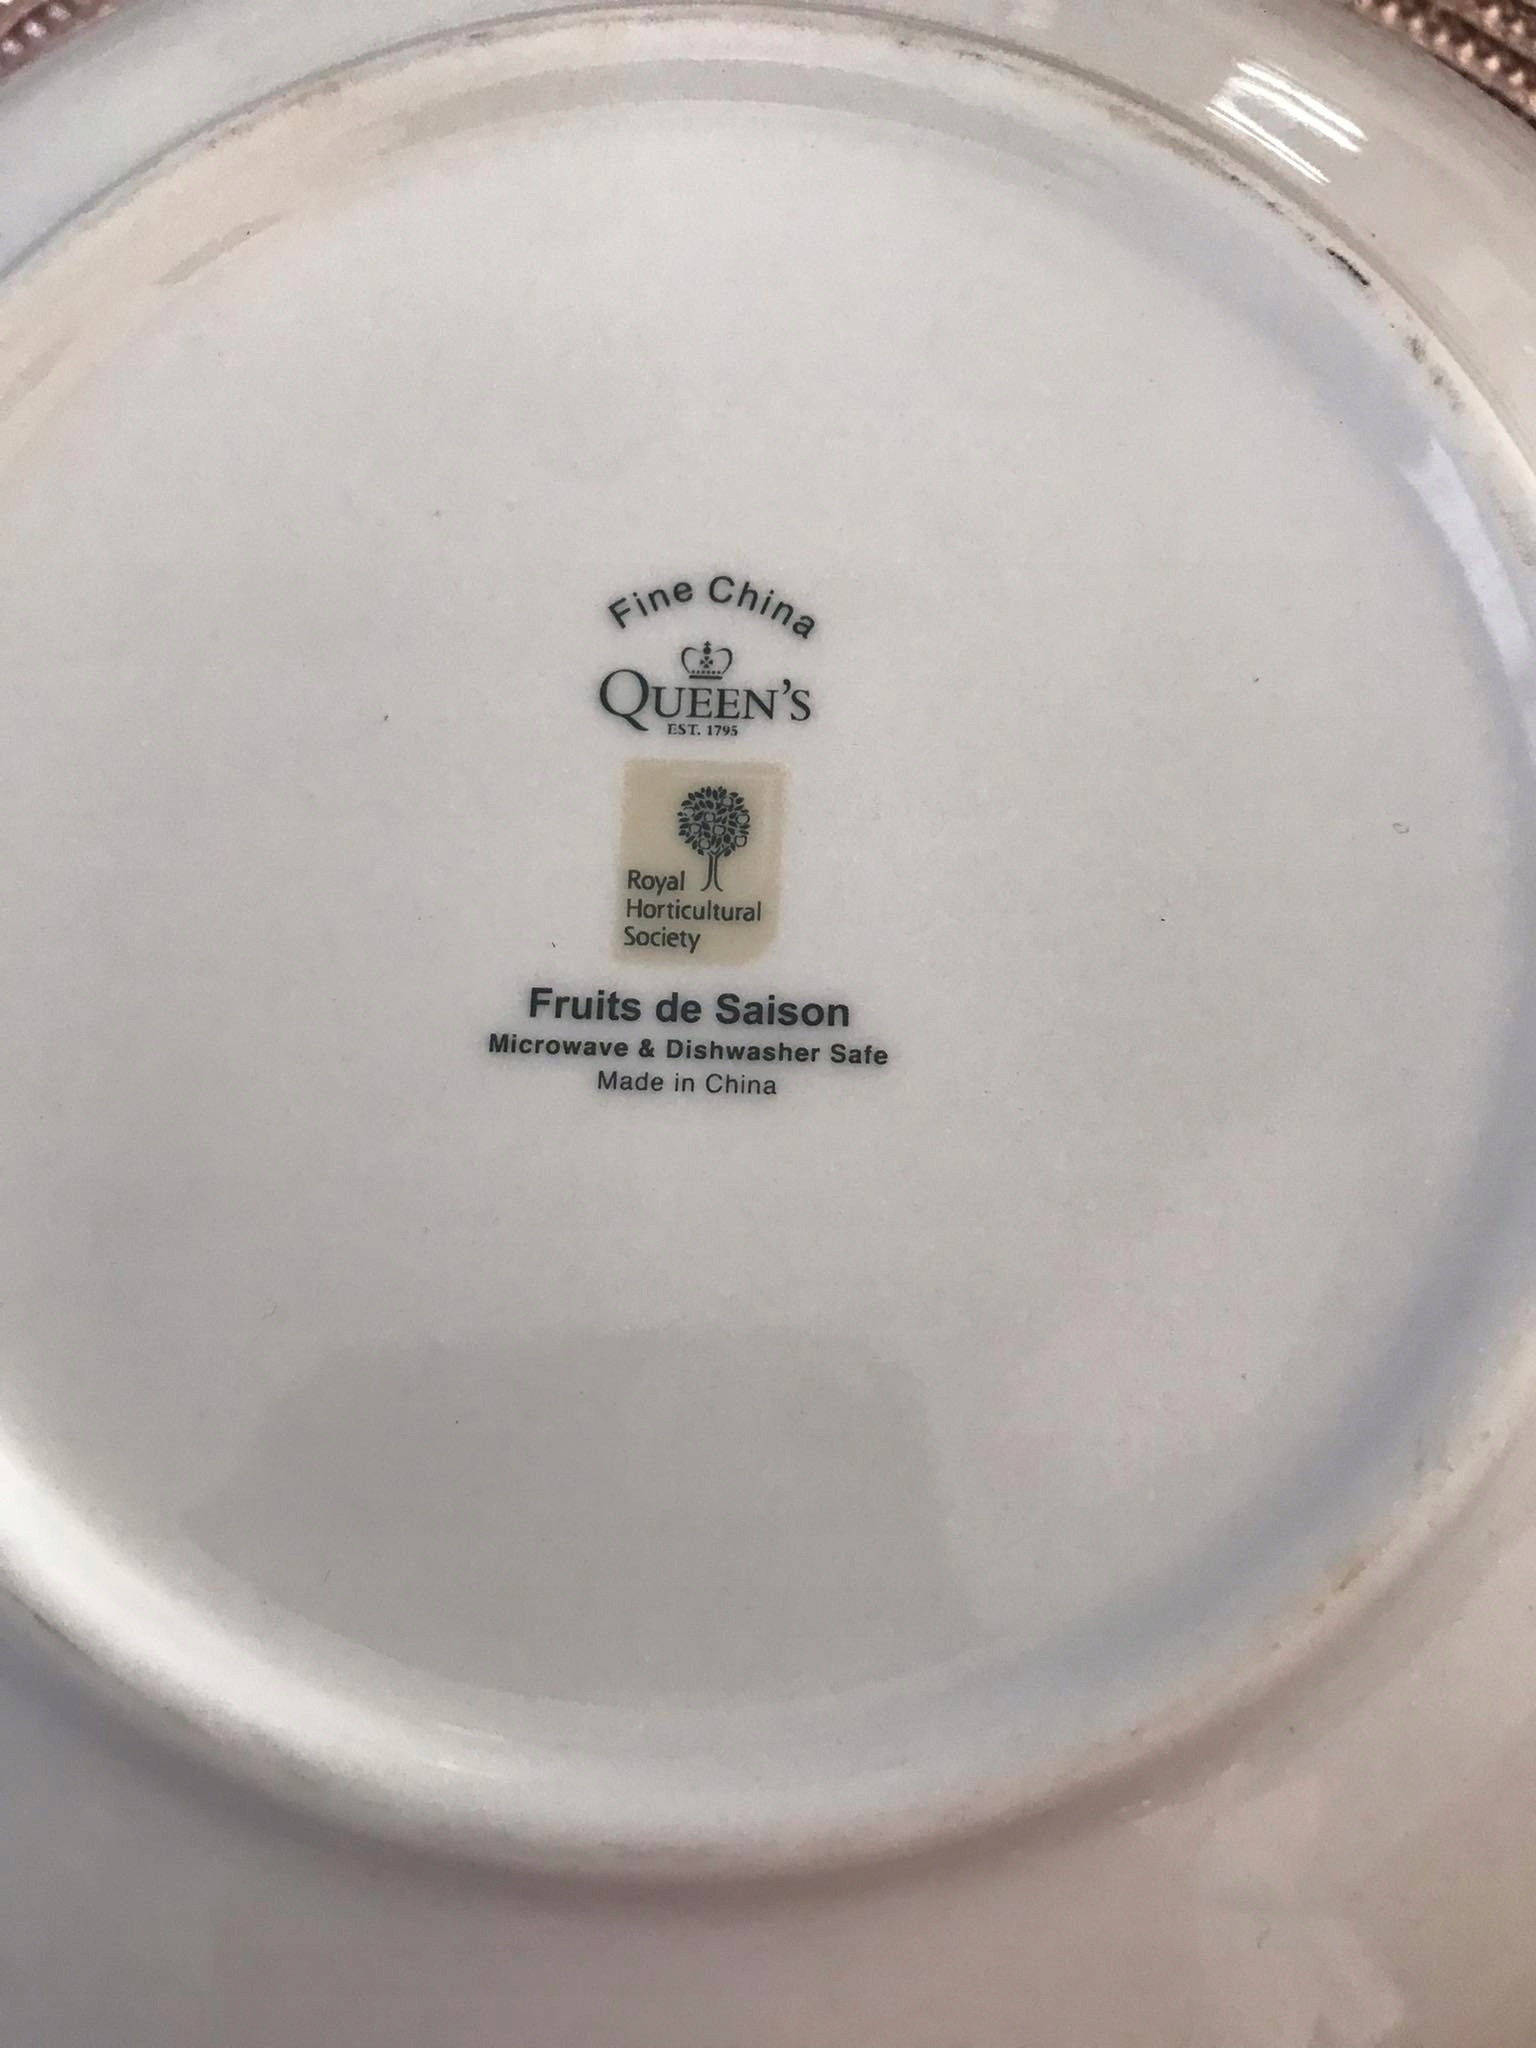 Fine China
QUEEN'S
EST. 1795
Royal
Horticultural
Society
Fruits de Saison
Microwave & Dishwasher Safe
Made in China